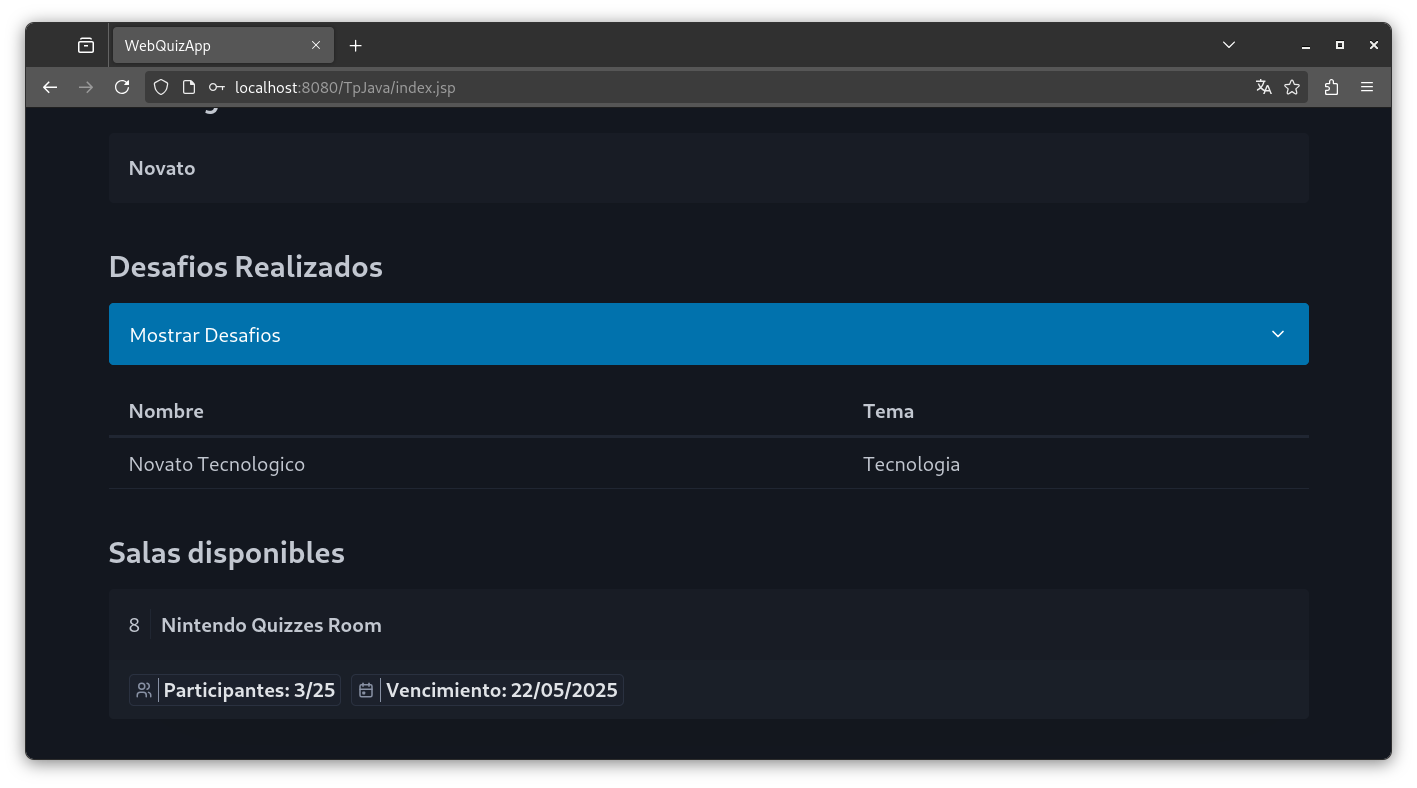 WebQuizApp
localhost:8080/TpJava/index.jsp
Novato
Desafios Realizados
Mostrar Desafios
Nombre Tema
Novato Tecnologico Tecnologia
Salas disponibles
8 Nintendo Quizzes Room
Participantes: 3/25 Vencimiento: 22/05/2025